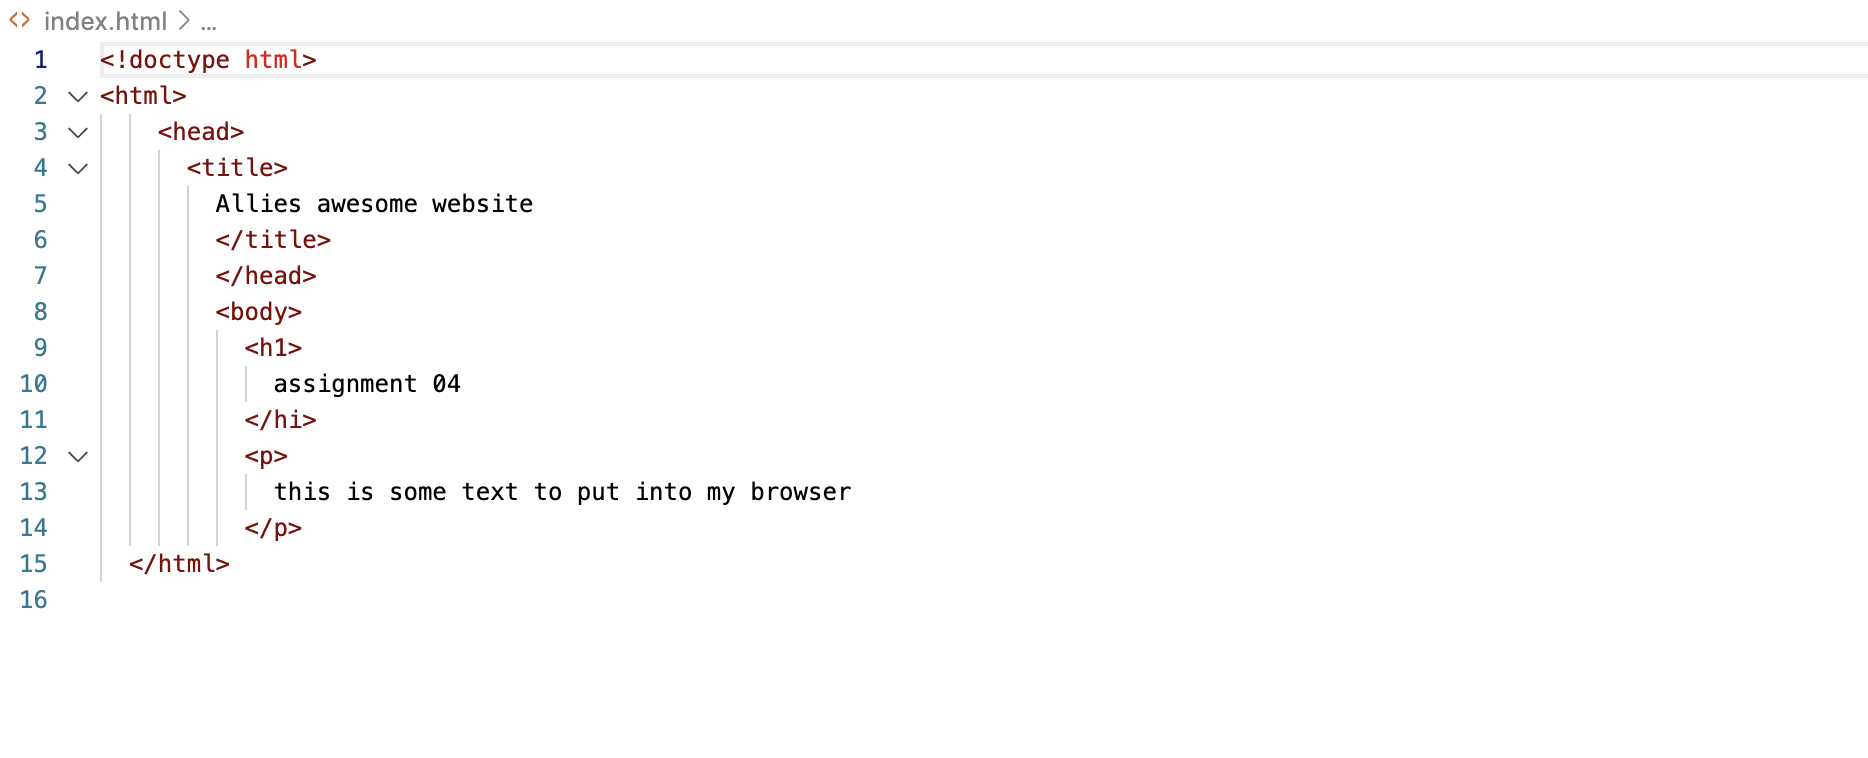 index.html > ...
1 <!doctype html>
2 <html>
3 <head>
4 <title>
5 Allies awesome website
6 </title>
7 </head>
8 <body>
9 <h1>
10 assignment 04
11 </hi>
12 <p>
13 this is some text to put into my browser
14 </p>
15 </html>
16